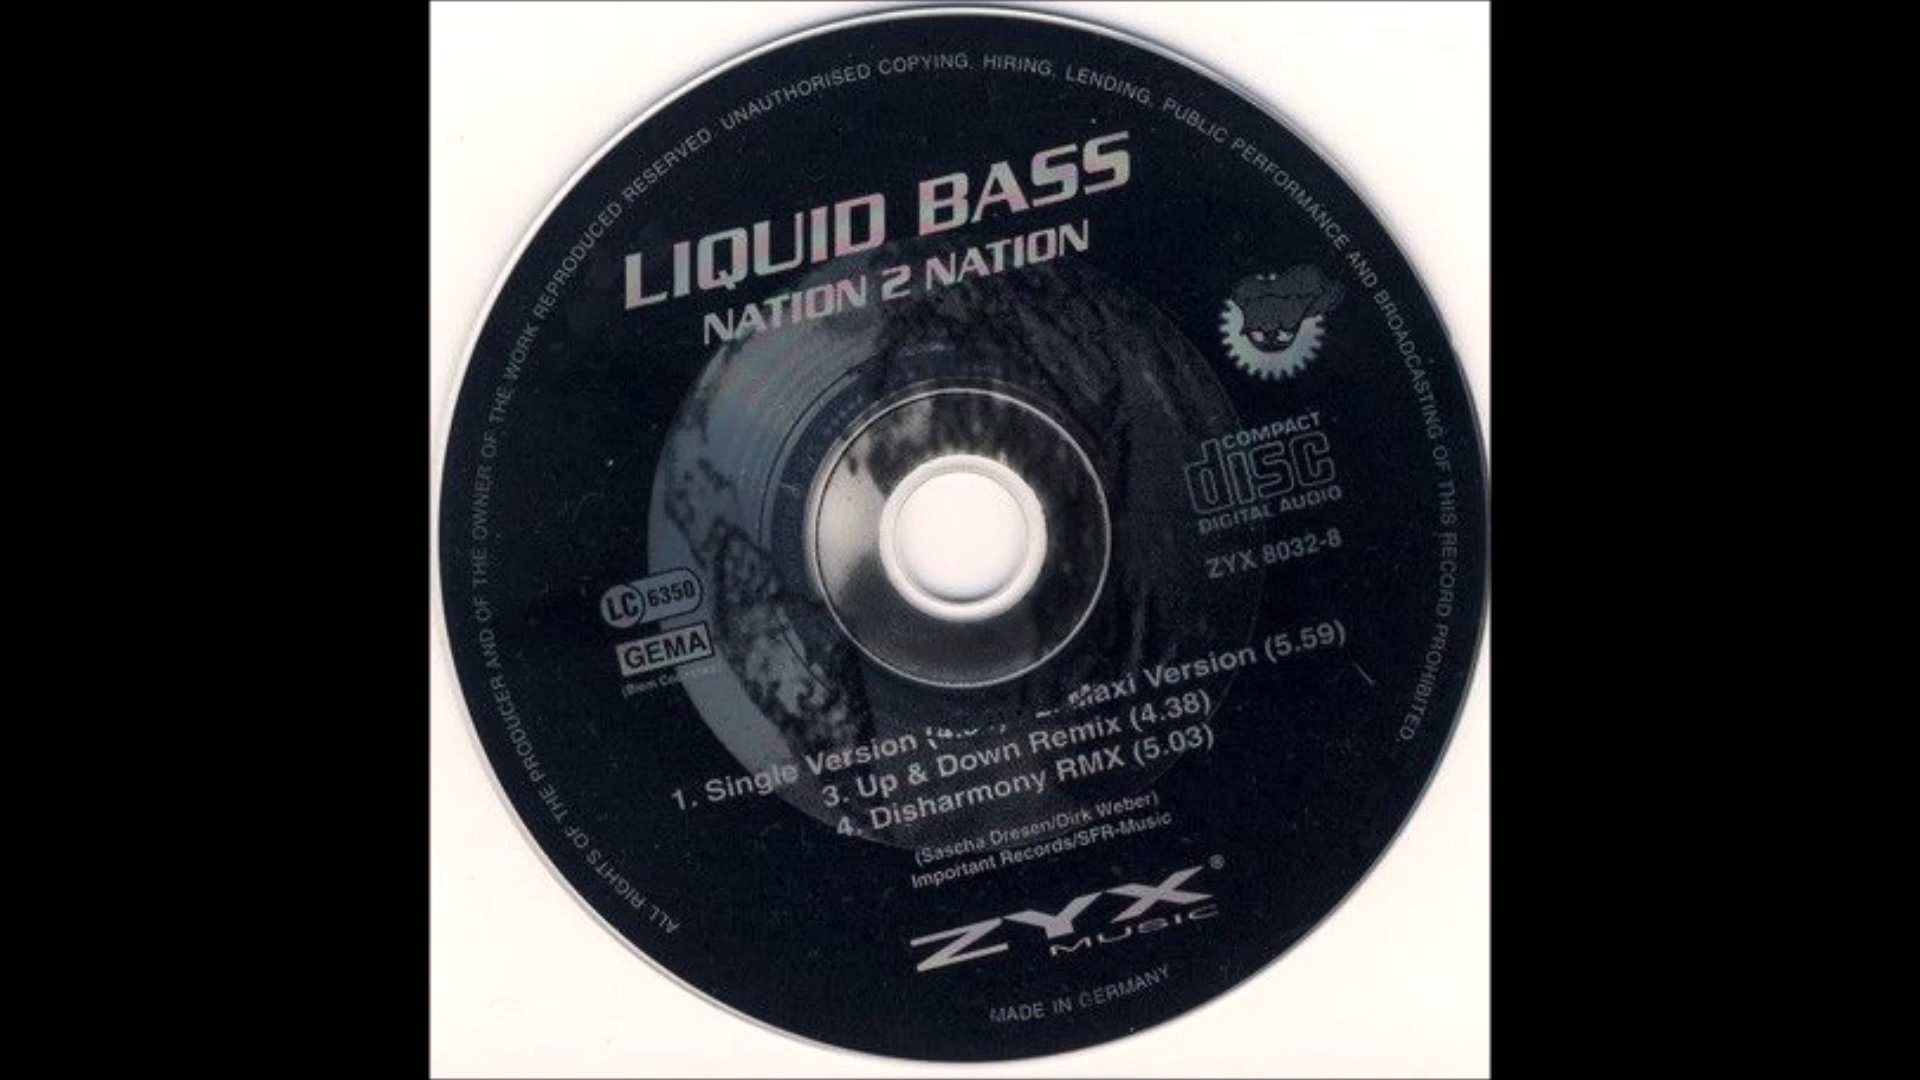 ALL RIGHTS OF THE PRODUCER AND OF THE OWNER OF THE WORK REPRODUCED RESERVED. UNAUTHORISED COPYING, HIRING, LENDING, PUBLIC PERFORMANCE AND BROADCASTING OF THIS RECORD PROHIBITED.
LIQUID BASS
NATION 2 NATION
COMPACT
disc
DIGITAL AUDIO
ZYX 8032-8
LC 6350
GEMA
1. Single Version 2. Maxi Version (5.59)
3. Up & Down Remix (4.38)
4. Disharmony RMX (5.03)
(Sascha Dresen/Dirk Weber)
Important Records/SFR-Music
ZYX®
MUSIC
MADE IN GERMANY